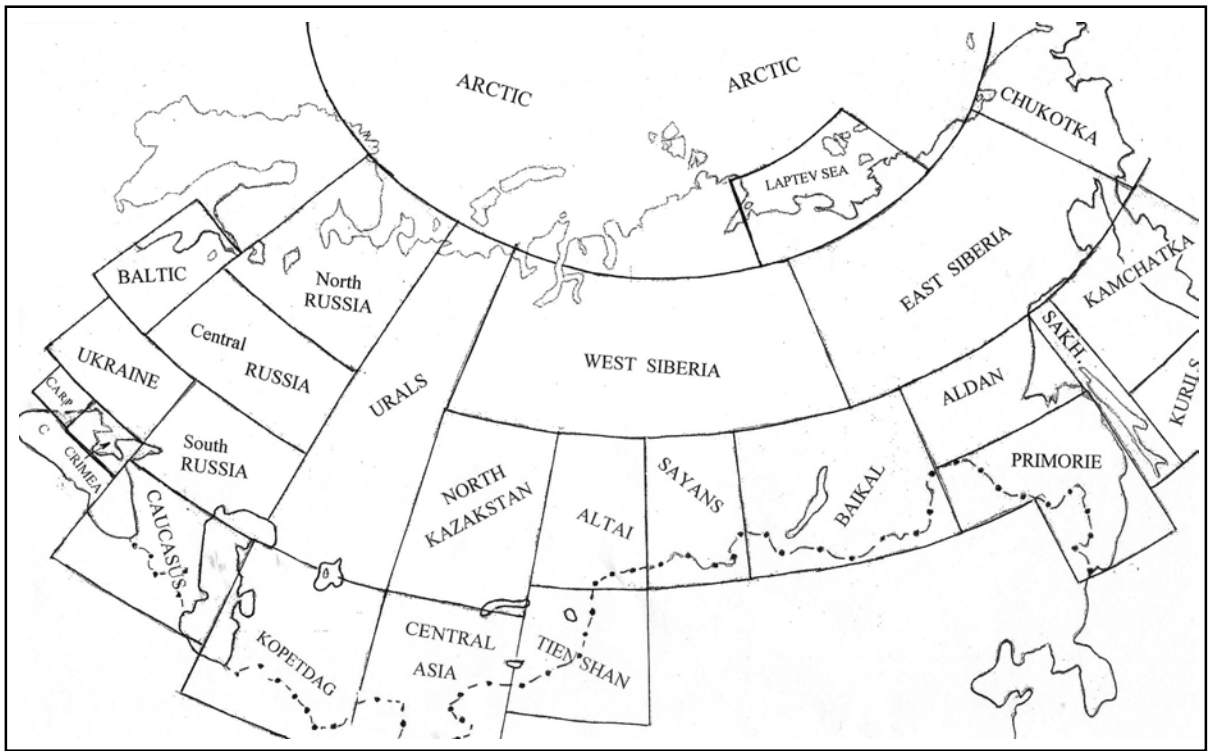 ARCTIC
ARCTIC
CHUKOTKA
LAPTEV SEA
BALTIC
North
RUSSIA
EAST SIBERIA
KAMCHATKA
UKRAINE
Central
RUSSIA
URALS
WEST SIBERIA
SAKH.
KURILS
CARP
C
CRIMEA
South
RUSSIA
ALDAN
PRIMORIE
NORTH
KAZAKSTAN
ALTAI
SAYANS
BAIKAL
CAUCASUS
KOPETDAG
CENTRAL
ASIA
TIEN SHAN